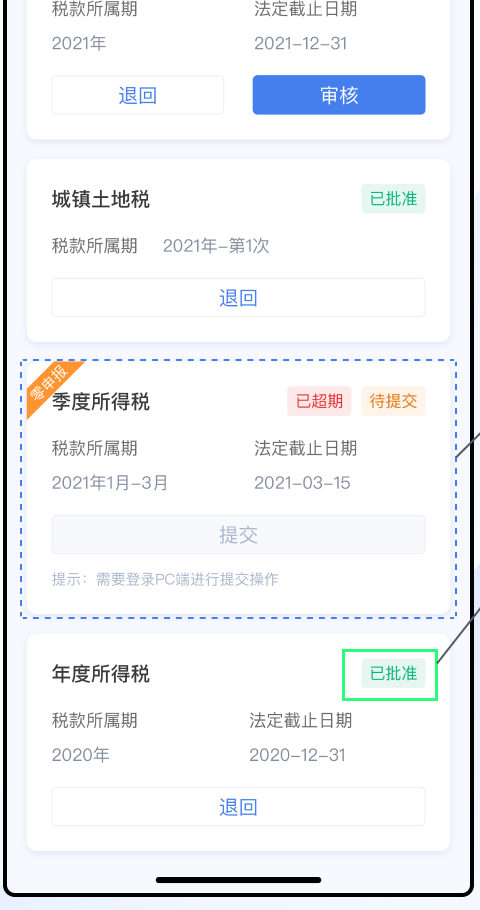 税款所属期 法定截止日期
2021年 2021-12-31
退回 审核
城镇土地税 已批准
税款所属期 2021年-第1次
退回
零申报
季度所得税 已超期 待提交
税款所属期 法定截止日期
2021年1月-3月 2021-03-15
提交
提示：需要登录PC端进行提交操作
年度所得税 已批准
税款所属期 法定截止日期
2020年 2020-12-31
退回